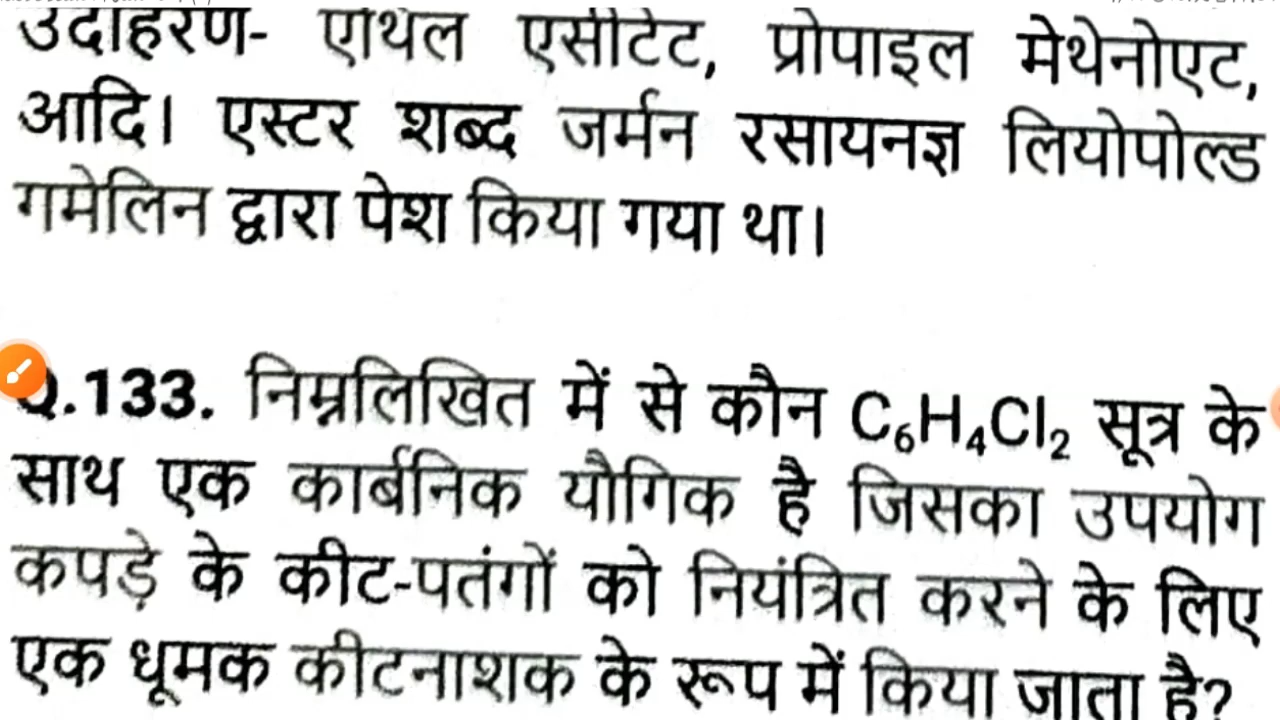 उदाहरण- एथिल एसीटेट, प्रोपाइल मेथेनोएट,
आदि। एस्टर शब्द जर्मन रसायनज्ञ लियोपोल्ड
गमेलिन द्वारा पेश किया गया था।
Q.133. निम्नलिखित में से कौन C₆H₄Cl₂ सूत्र के
साथ एक कार्बनिक यौगिक है जिसका उपयोग
कपड़े के कीट-पतंगों को नियंत्रित करने के लिए
एक धूमक कीटनाशक के रूप में किया जाता है?